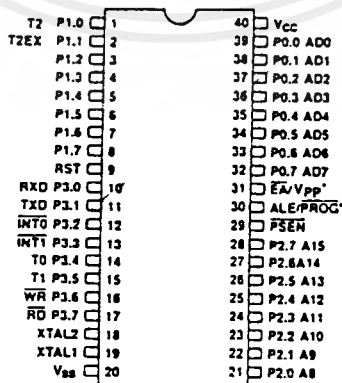 T2 P1.0 1 40 VCC
T2EX P1.1 2 39 P0.0 AD0
P1.2 3 38 P0.1 AD1
P1.3 4 37 P0.2 AD2
P1.4 5 36 P0.3 AD3
P1.5 6 35 P0.4 AD4
P1.6 7 34 P0.5 AD5
P1.7 8 33 P0.6 AD6
RST 9 32 P0.7 AD7
RXD P3.0 10 31 EA/VPP*
TXD P3.1 11 30 ALE/PROG*
INT0 P3.2 12 29 PSEN
INT1 P3.3 13 28 P2.7 A15
T0 P3.4 14 27 P2.6 A14
T1 P3.5 15 26 P2.5 A13
WR P3.6 16 25 P2.4 A12
RD P3.7 17 24 P2.3 A11
XTAL2 18 23 P2.2 A10
XTAL1 19 22 P2.1 A9
VSS 20 21 P2.0 A8